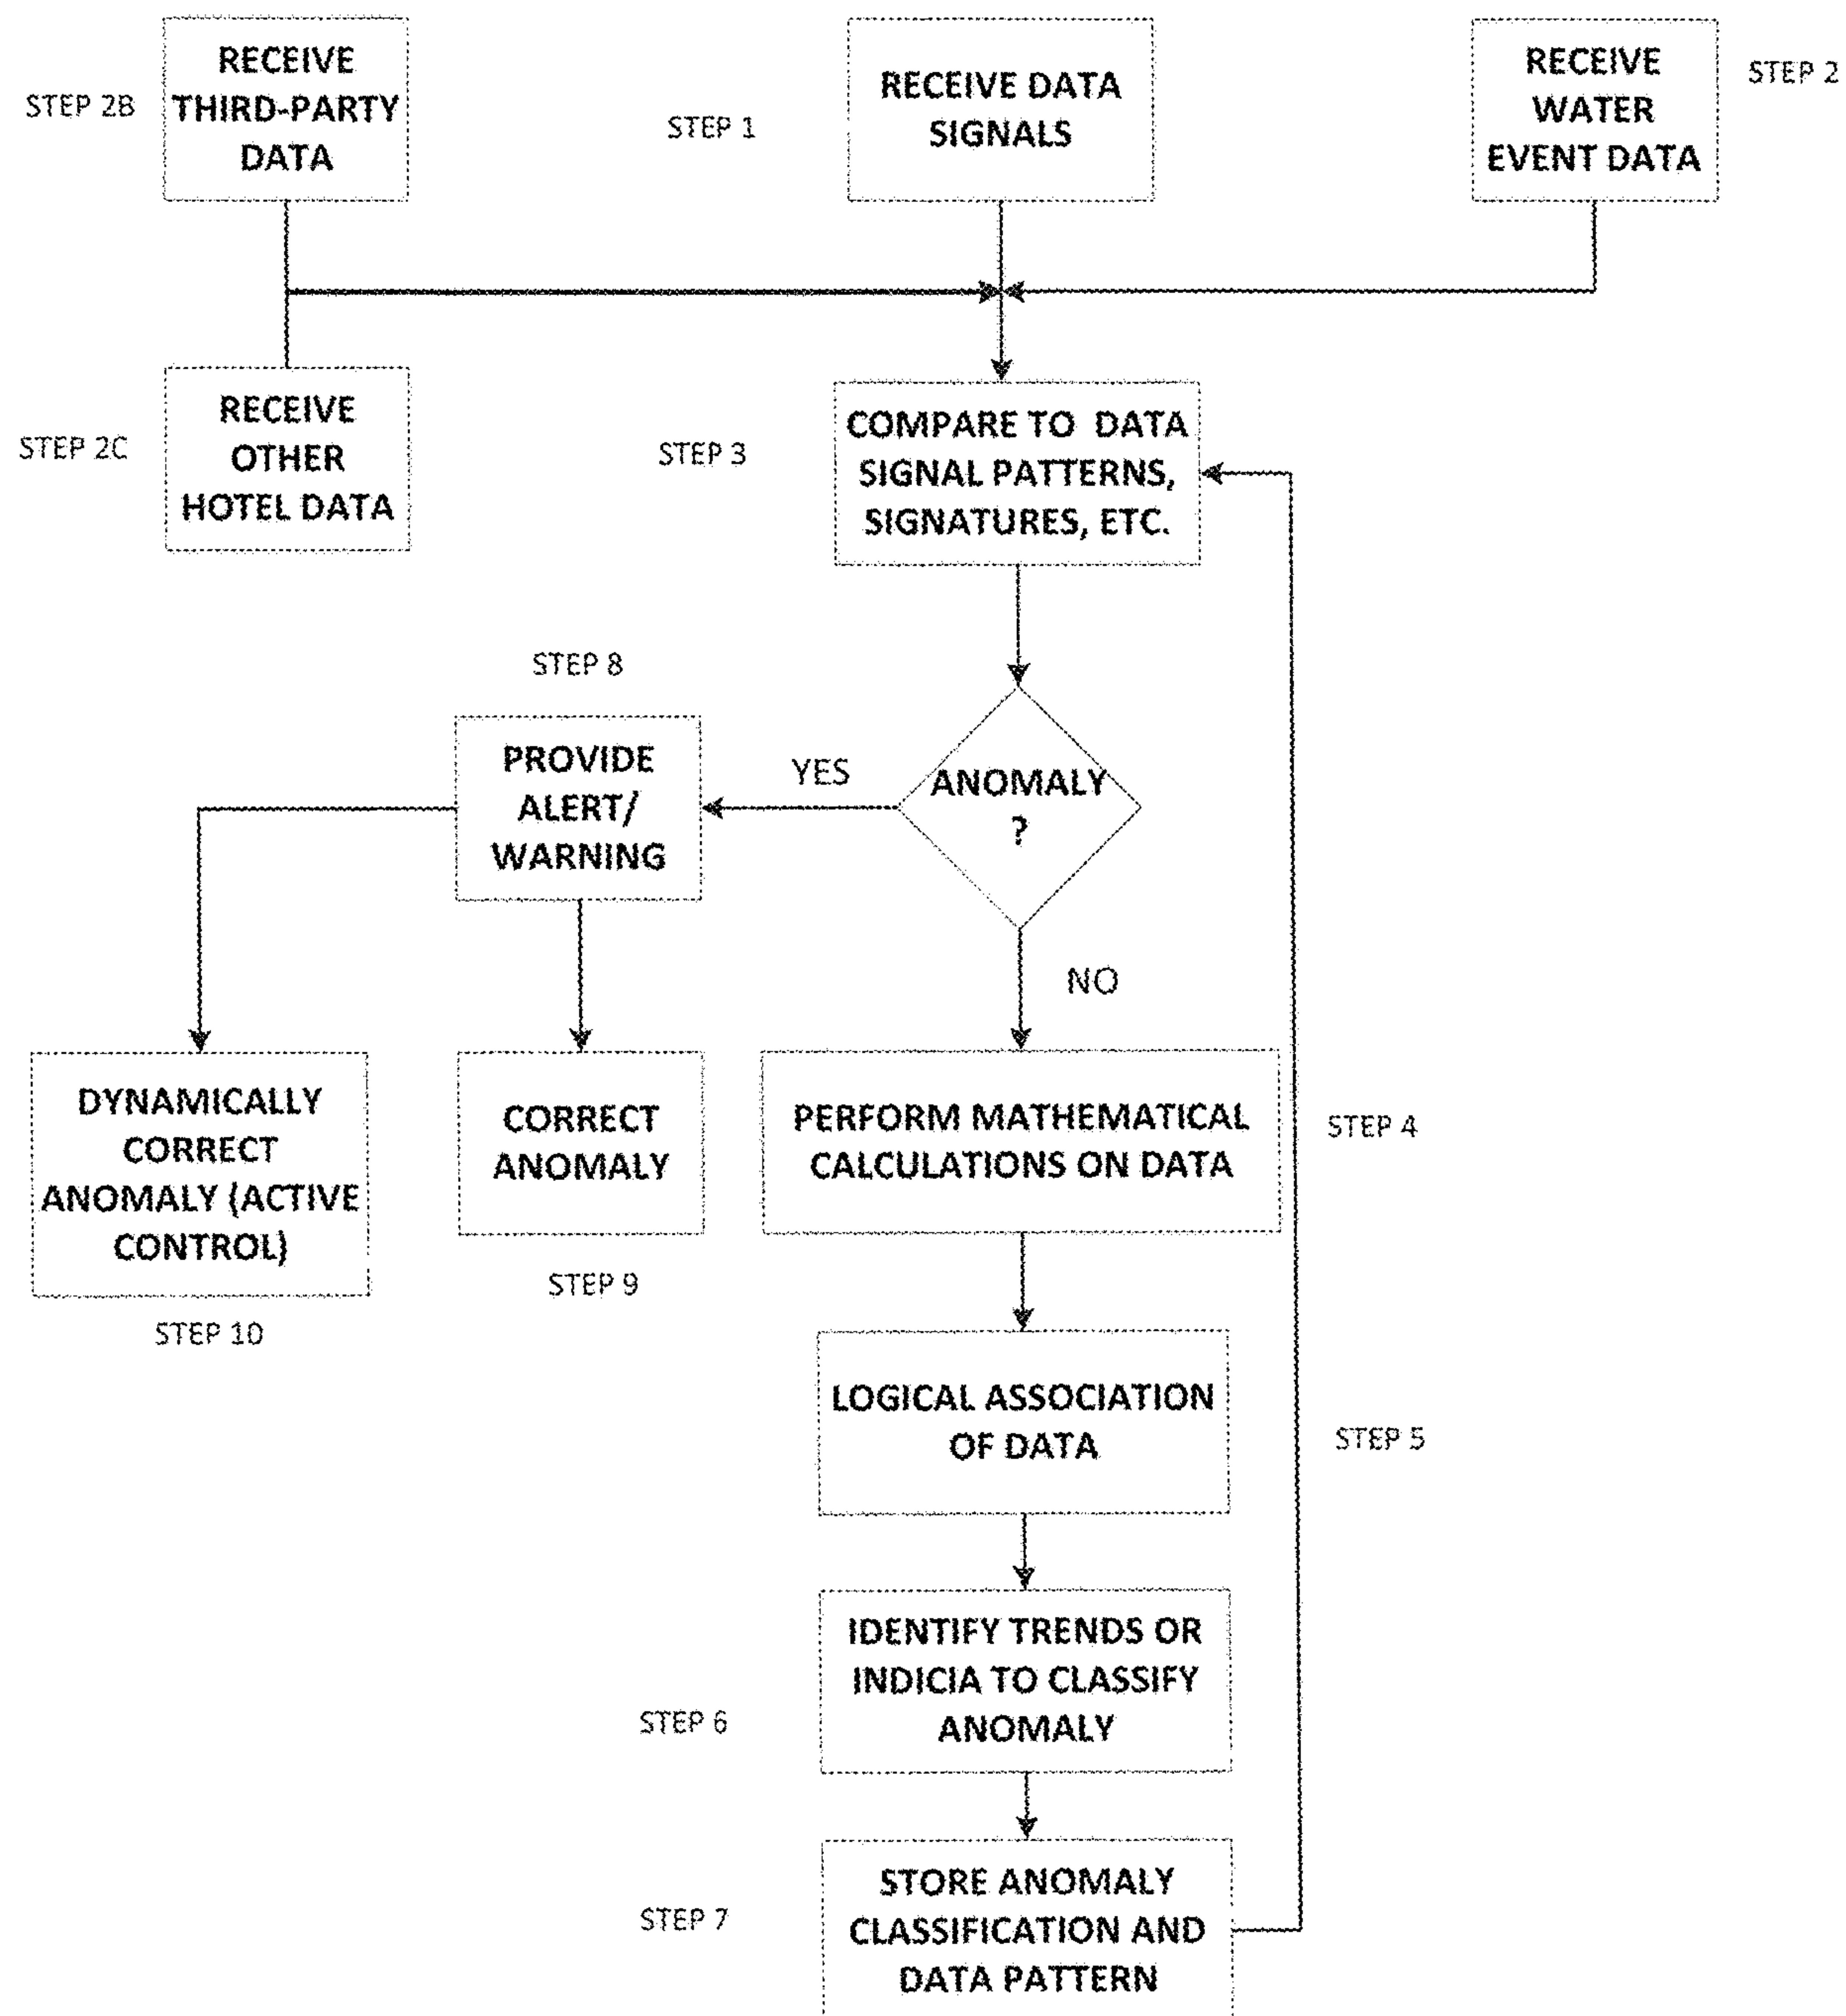 STEP 2B
RECEIVE
THIRD-PARTY
DATA
STEP 1
RECEIVE DATA
SIGNALS
RECEIVE
WATER
EVENT DATA
STEP 2
STEP 2C
RECEIVE
OTHER
HOTEL DATA
STEP 3
COMPARE TO DATA
SIGNAL PATTERNS,
SIGNATURES, ETC.
STEP 8
PROVIDE
ALERT/
WARNING
YES
ANOMALY
?
NO
DYNAMICALLY
CORRECT
ANOMALY (ACTIVE
CONTROL)
STEP 10
CORRECT
ANOMALY
STEP 9
PERFORM MATHEMATICAL
CALCULATIONS ON DATA
STEP 4
LOGICAL ASSOCIATION
OF DATA
STEP 5
IDENTIFY TRENDS OR
INDICIA TO CLASSIFY
ANOMALY
STEP 6
STORE ANOMALY
CLASSIFICATION AND
DATA PATTERN
STEP 7